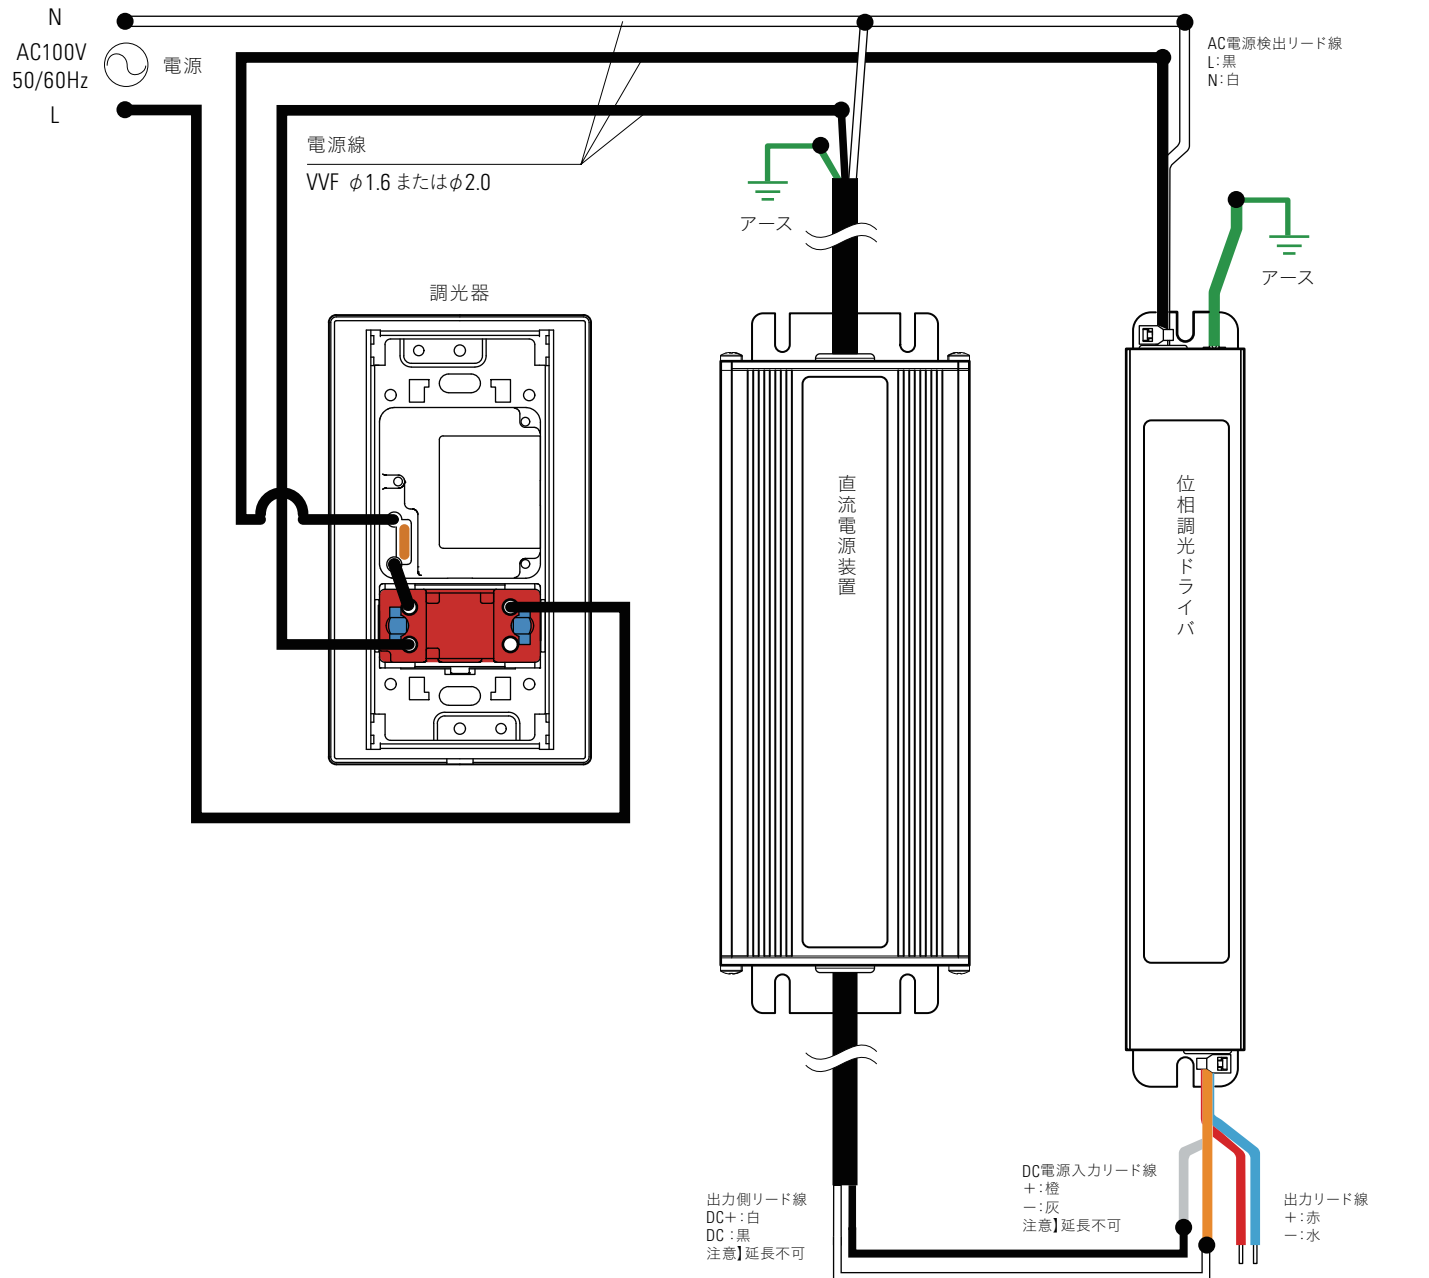 N
AC100V
50/60Hz
電源
L
AC電源検出リード線
L:黒
N:白
電源線
VVF φ1.6 またはφ2.0
アース
アース
調光器
直流電源装置
位相調光ドライバ
DC電源入力リード線
+:橙
ー:灰
注意】延長不可
出力側リード線
DC+:白
DC :黒
注意】延長不可
出力リード線
+:赤
ー:水